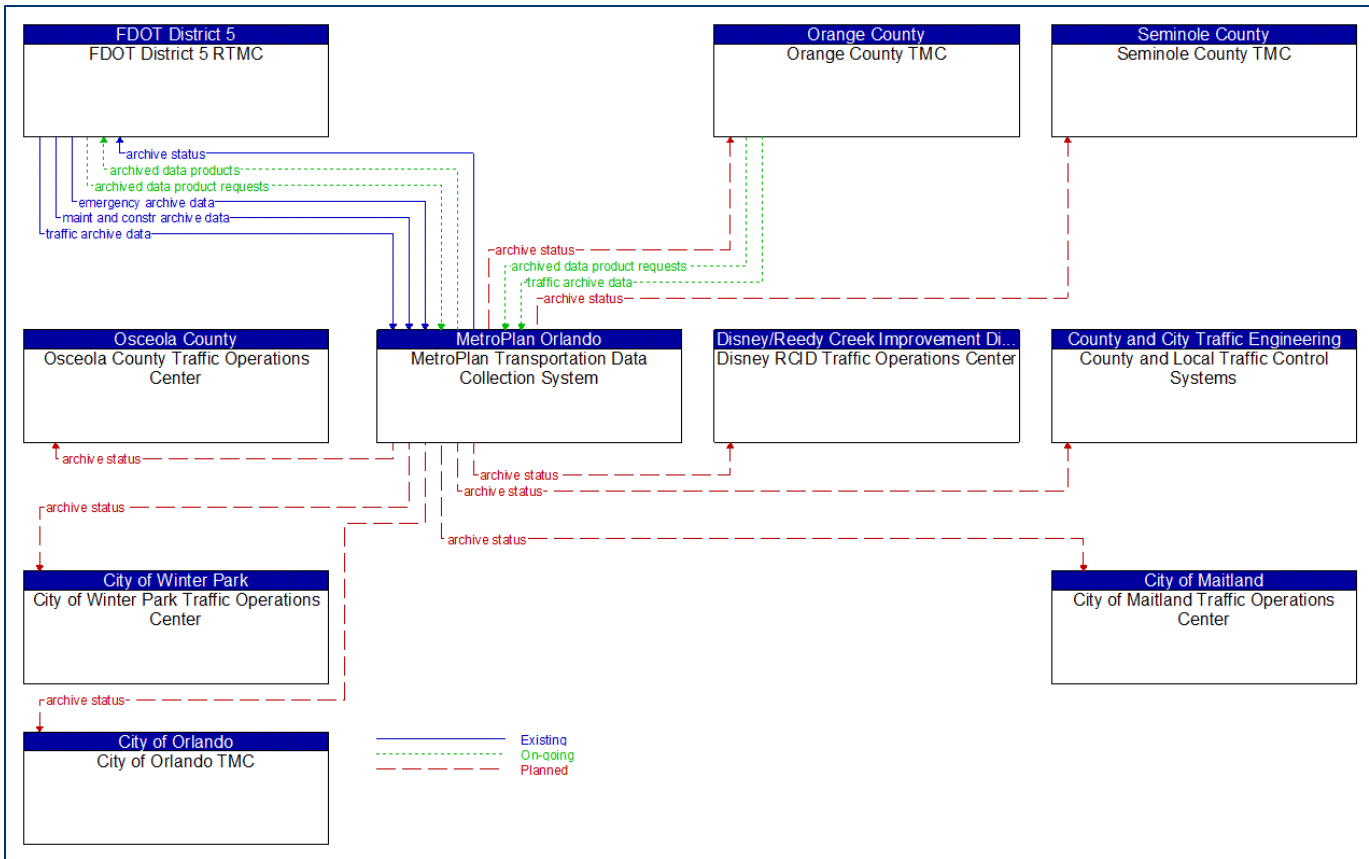 FDOT District 5
FDOT District 5 RTMC
Orange County
Orange County TMC
Seminole County
Seminole County TMC
archive status
archived data products
archived data product requests
emergency archive data
maint and constr archive data
traffic archive data
archive status
archived data product requests
traffic archive data
archive status
Osceola County
Osceola County Traffic Operations
Center
MetroPlan Orlando
MetroPlan Transportation Data
Collection System
Disney/Reedy Creek Improvement Di...
Disney RCID Traffic Operations Center
County and City Traffic Engineering
County and Local Traffic Control
Systems
archive status
archive status
archive status
archive status
archive status
City of Winter Park
City of Winter Park Traffic Operations
Center
City of Maitland
City of Maitland Traffic Operations
Center
archive status
City of Orlando
City of Orlando TMC
Existing
On-going
Planned